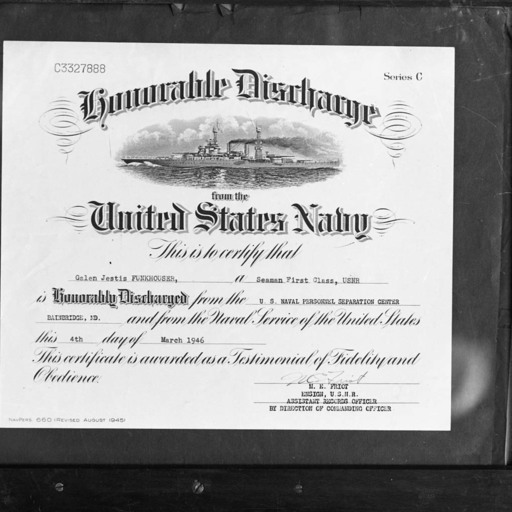 C3327888
Series C
Honorable Discharge
from the
United States Navy
This is to certify that
Galen Jestis FUNKHOUSER, a Seaman First Class, USNR
is Honorably Discharged from the U. S. NAVAL PERSONNEL SEPARATION CENTER
BAINBRIDGE, MD. and from the Naval Service of the United States
this 4th day of March 1946
This certificate is awarded as a Testimonial of Fidelity and
Obedience.
M. E. FRIOT
ENSIGN, U.S.N.R.
ASSISTANT RECORDS OFFICER
BY DIRECTION OF COMMANDING OFFICER
NAVPERS 660 (REVISED AUGUST 1945)